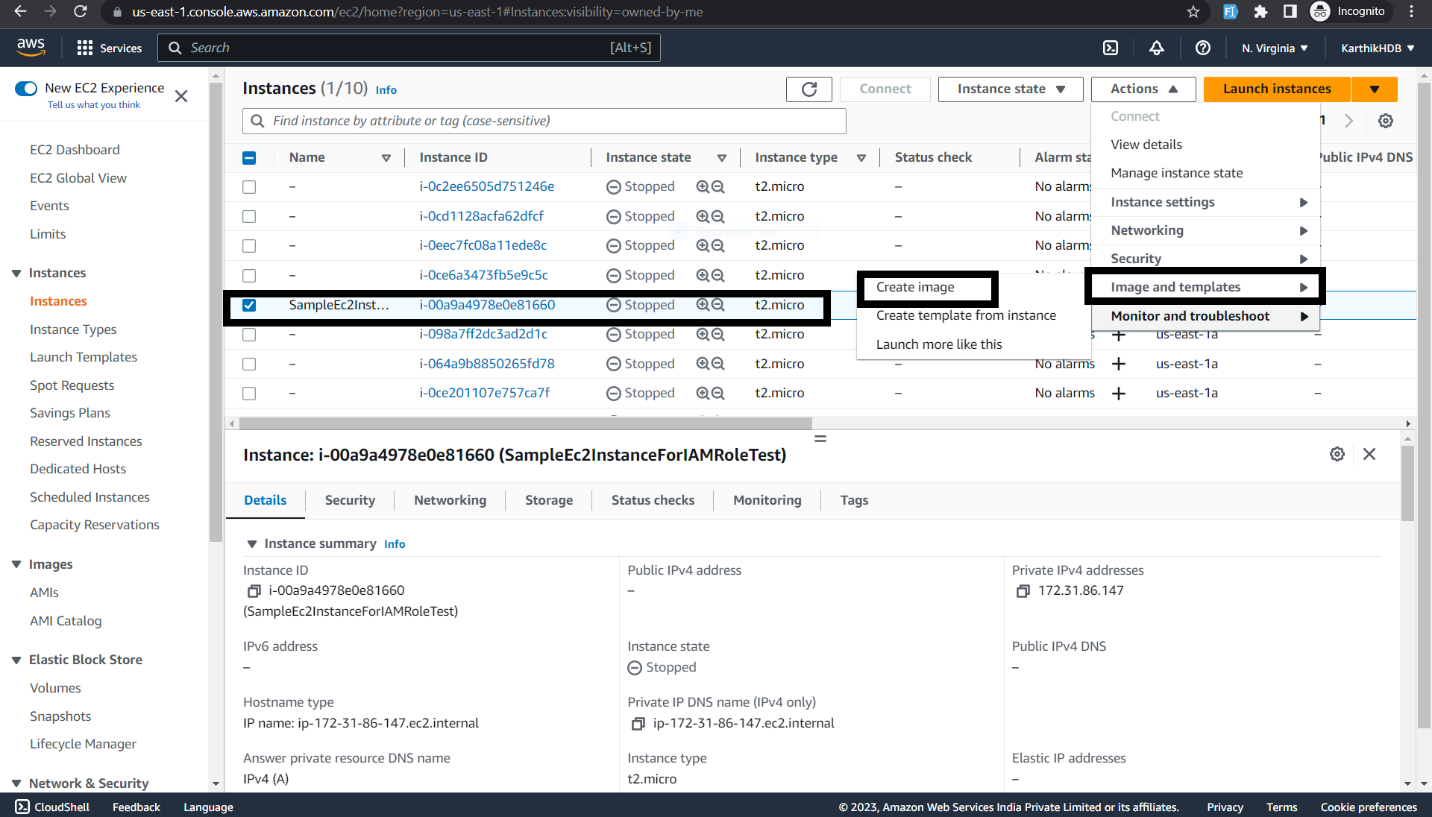 us-east-1.console.aws.amazon.com/ec2/home?region=us-east-1#Instances:visibility=owned-by-me
Incognito
aws
Services
Search
[Alt+S]
N. Virginia
KarthikHDB
New EC2 Experience
Tell us what you think
EC2 Dashboard
EC2 Global View
Events
Limits
Instances
Instances
Instance Types
Launch Templates
Spot Requests
Savings Plans
Reserved Instances
Dedicated Hosts
Scheduled Instances
Capacity Reservations
Images
AMIs
AMI Catalog
Elastic Block Store
Volumes
Snapshots
Lifecycle Manager
Network & Security
Instances (1/10) Info
Connect
Instance state
Actions
Launch instances
Find instance by attribute or tag (case-sensitive)
1
Name Instance ID Instance state Instance type Status check Alarm sta Public IPv4 DNS
– i-0c2ee6505d751246e Stopped t2.micro – No alarms –
– i-0cd1128acfa62dfcf Stopped t2.micro – No alarms
– i-0eec7fc08a11ede8c Stopped t2.micro – No alarms
– i-0ce6a3473fb5e9c5c Stopped t2.micro
SampleEc2Inst... i-00a9a4978e0e81660 Stopped t2.micro
– i-098a7ff2dc3ad2d1c Stopped t2.micro us-east-1a –
– i-064a9b8850265fd78 Stopped t2.micro – No alarms + us-east-1a –
– i-0ce201107e757ca7f Stopped t2.micro – No alarms + us-east-1a –
Connect
View details
Manage instance state
Instance settings
Networking
Security
Image and templates
Monitor and troubleshoot
Create image
Create template from instance
Launch more like this
Instance: i-00a9a4978e0e81660 (SampleEc2InstanceForIAMRoleTest)
Details Security Networking Storage Status checks Monitoring Tags
Instance summary Info
Instance ID
i-00a9a4978e0e81660
(SampleEc2InstanceForIAMRoleTest)
Public IPv4 address
–
Private IPv4 addresses
172.31.86.147
IPv6 address
–
Instance state
Stopped
Public IPv4 DNS
–
Hostname type
IP name: ip-172-31-86-147.ec2.internal
Private IP DNS name (IPv4 only)
ip-172-31-86-147.ec2.internal
Answer private resource DNS name
IPv4 (A)
Instance type
t2.micro
Elastic IP addresses
–
CloudShell Feedback Language
© 2023, Amazon Web Services India Private Limited or its affiliates. Privacy Terms Cookie preferences